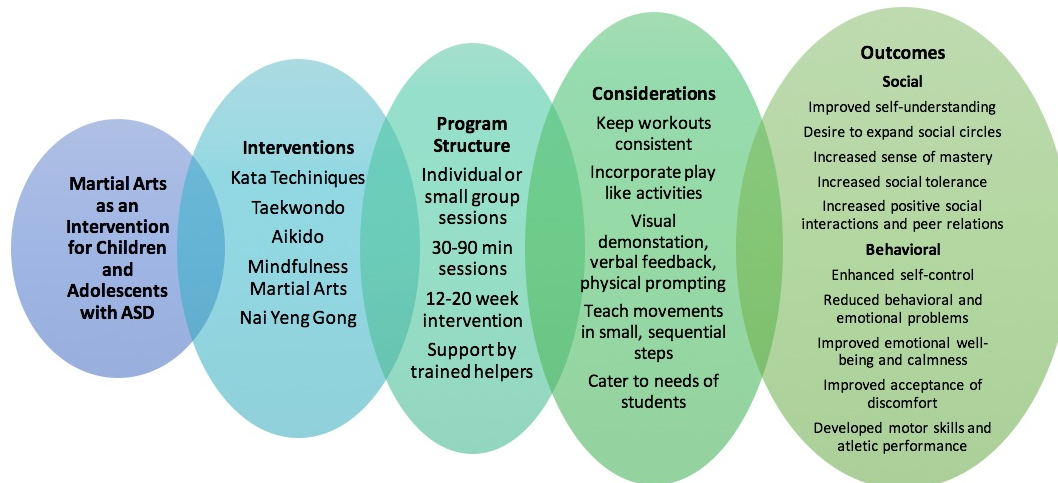 Martial Arts
as an
Intervention
for Children
and
Adolescents
with ASD
Interventions
Kata Techiniques
Taekwondo
Aikido
Mindfulness
Martial Arts
Nai Yeng Gong
Program
Structure
Individual or
small group
sessions
30-90 min
sessions
12-20 week
intervention
Support by
trained helpers
Considerations
Keep workouts
consistent
Incorporate play
like activities
Visual
demonstation,
verbal feedback,
physical prompting
Teach movements
in small, sequential
steps
Cater to needs of
students
Outcomes
Social
Improved self-understanding
Desire to expand social circles
Increased sense of mastery
Increased social tolerance
Increased positive social
interactions and peer relations
Behavioral
Enhanced self-control
Reduced behavioral and
emotional problems
Improved emotional well-
being and calmness
Improved acceptance of
discomfort
Developed motor skills and
atletic performance